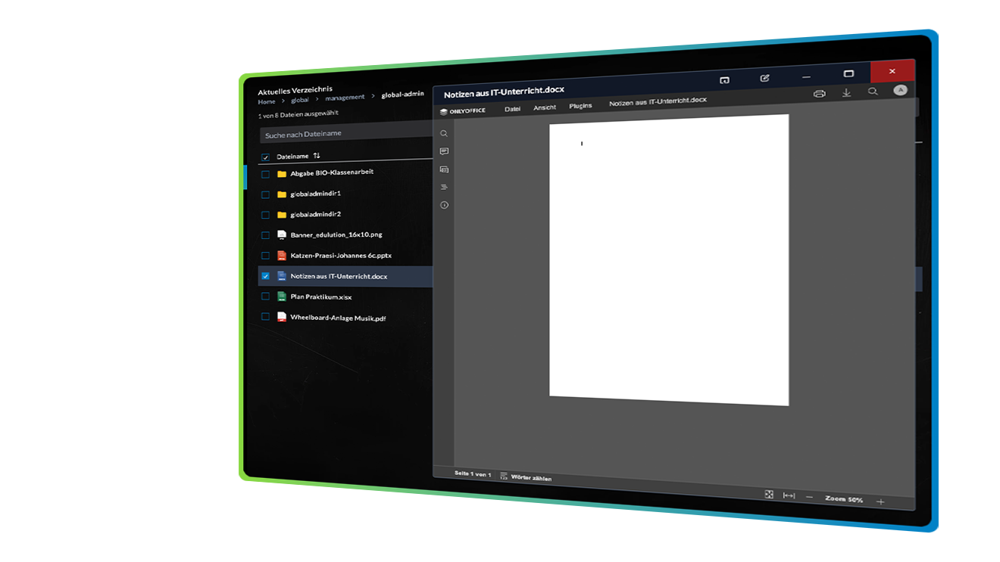 Aktuelles Verzeichnis
Home > global > management > global-admin
1 von 8 Dateien ausgewählt
Suche nach Dateiname
Dateiname
Abgabe BIO-Klassenarbeit
globaladmindir1
globaladmindir2
Banner_edulution_16x10.png
Katzen-Praesi-Johannes 6c.pptx
Notizen aus IT-Unterricht.docx
Plan Praktikum.xlsx
Wheelboard-Anlage Musik.pdf
Notizen aus IT-Unterricht.docx
ONLYOFFICE Datei Ansicht Plugins Notizen aus IT-Unterricht.docx
A
Seite 1 von 1 Wörter zählen
Zoom 50%